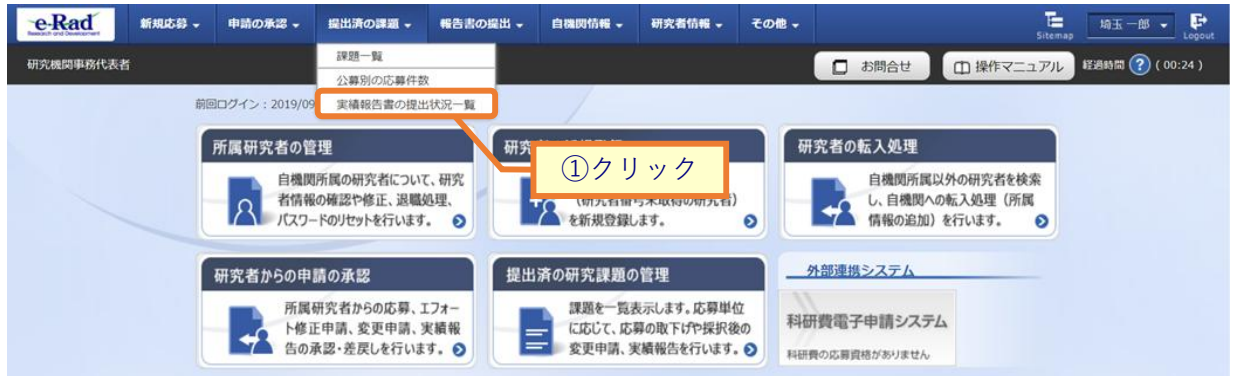 e-Rad
Research and Development
新規応募
申請の承認
提出済の課題
報告書の提出
自機関情報
研究者情報
その他
Sitemap
埼玉 一郎
Logout
研究機関事務代表者
お問合せ
操作マニュアル
経過時間 ? ( 00:24 )
課題一覧
公募別の応募件数
実績報告書の提出状況一覧
前回ログイン：2019/09
①クリック
所属研究者の管理
自機関所属の研究者について、研究
者情報の確認や修正、退職処理、
パスワードのリセットを行います。
研究
(研究者番号未取得の研究者)
を新規登録します。
研究者の転入処理
自機関所属以外の研究者を検索
し、自機関への転入処理（所属
情報の追加）を行います。
研究者からの申請の承認
所属研究者からの応募、エフォー
ト修正申請、変更申請、実績報
告の承認・差戻しを行います。
提出済の研究課題の管理
課題を一覧表示します。応募単位
に応じて、応募の取下げや採択後の
変更申請、実績報告を行います。
外部連携システム
科研費電子申請システム
科研費の応募資格がありません